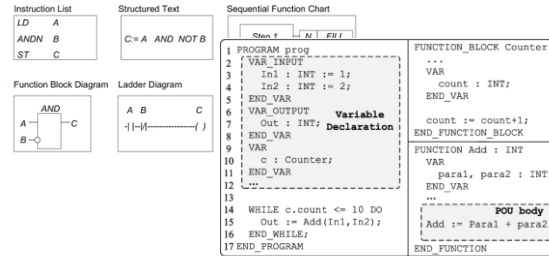 Instruction List
LD A
ANDN B
ST C
Structured Text
C:= A AND NOT B
Sequential Function Chart
Step 1
N FILL
Function Block Diagram
AND
A
B
C
Ladder Diagram
A B C
-| |--|/|----------------( )
1 PROGRAM prog
2 VAR_INPUT
3 In1 : INT := 1;
4 In2 : INT := 2;
5 END_VAR
6 VAR_OUTPUT
7 Out : INT;
8 END_VAR
9 VAR
10 c : Counter;
11 END_VAR
12 ...
13
14 WHILE c.count <= 10 DO
15 Out := Add(In1,In2);
16 END_WHILE;
17 END_PROGRAM
Variable
Declaration
FUNCTION_BLOCK Counter
...
VAR
count : INT;
END_VAR
count := count+1;
END_FUNCTION_BLOCK
FUNCTION Add : INT
VAR
para1, para2 : INT
END_VAR
...
POU body
Add := Para1 + para2
END_FUNCTION